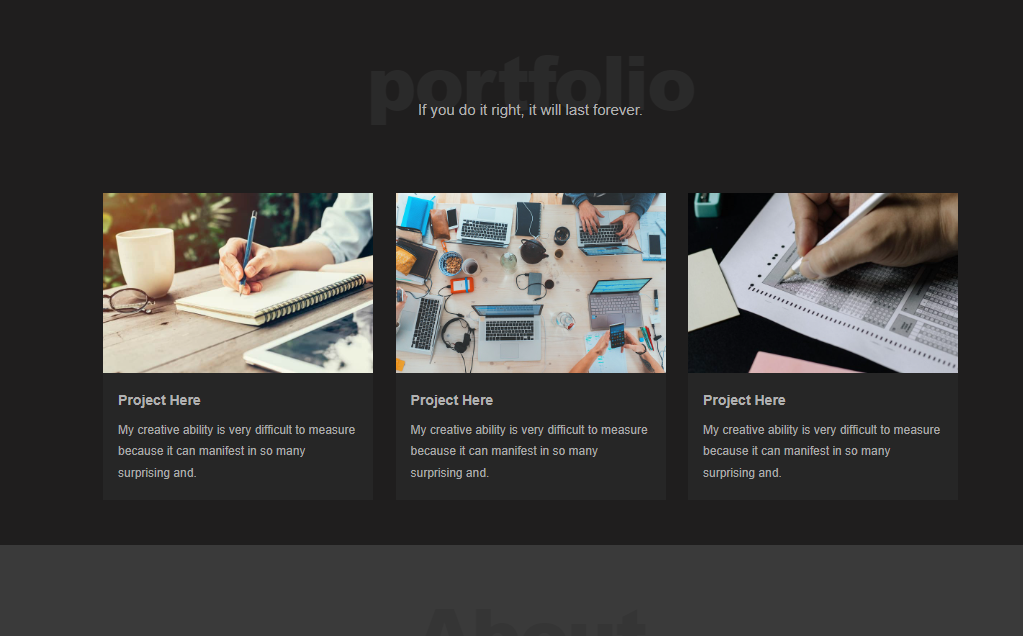 portfolio
If you do it right, it will last forever.
Project Here
My creative ability is very difficult to measure
because it can manifest in so many
surprising and.
Project Here
My creative ability is very difficult to measure
because it can manifest in so many
surprising and.
Project Here
My creative ability is very difficult to measure
because it can manifest in so many
surprising and.
About